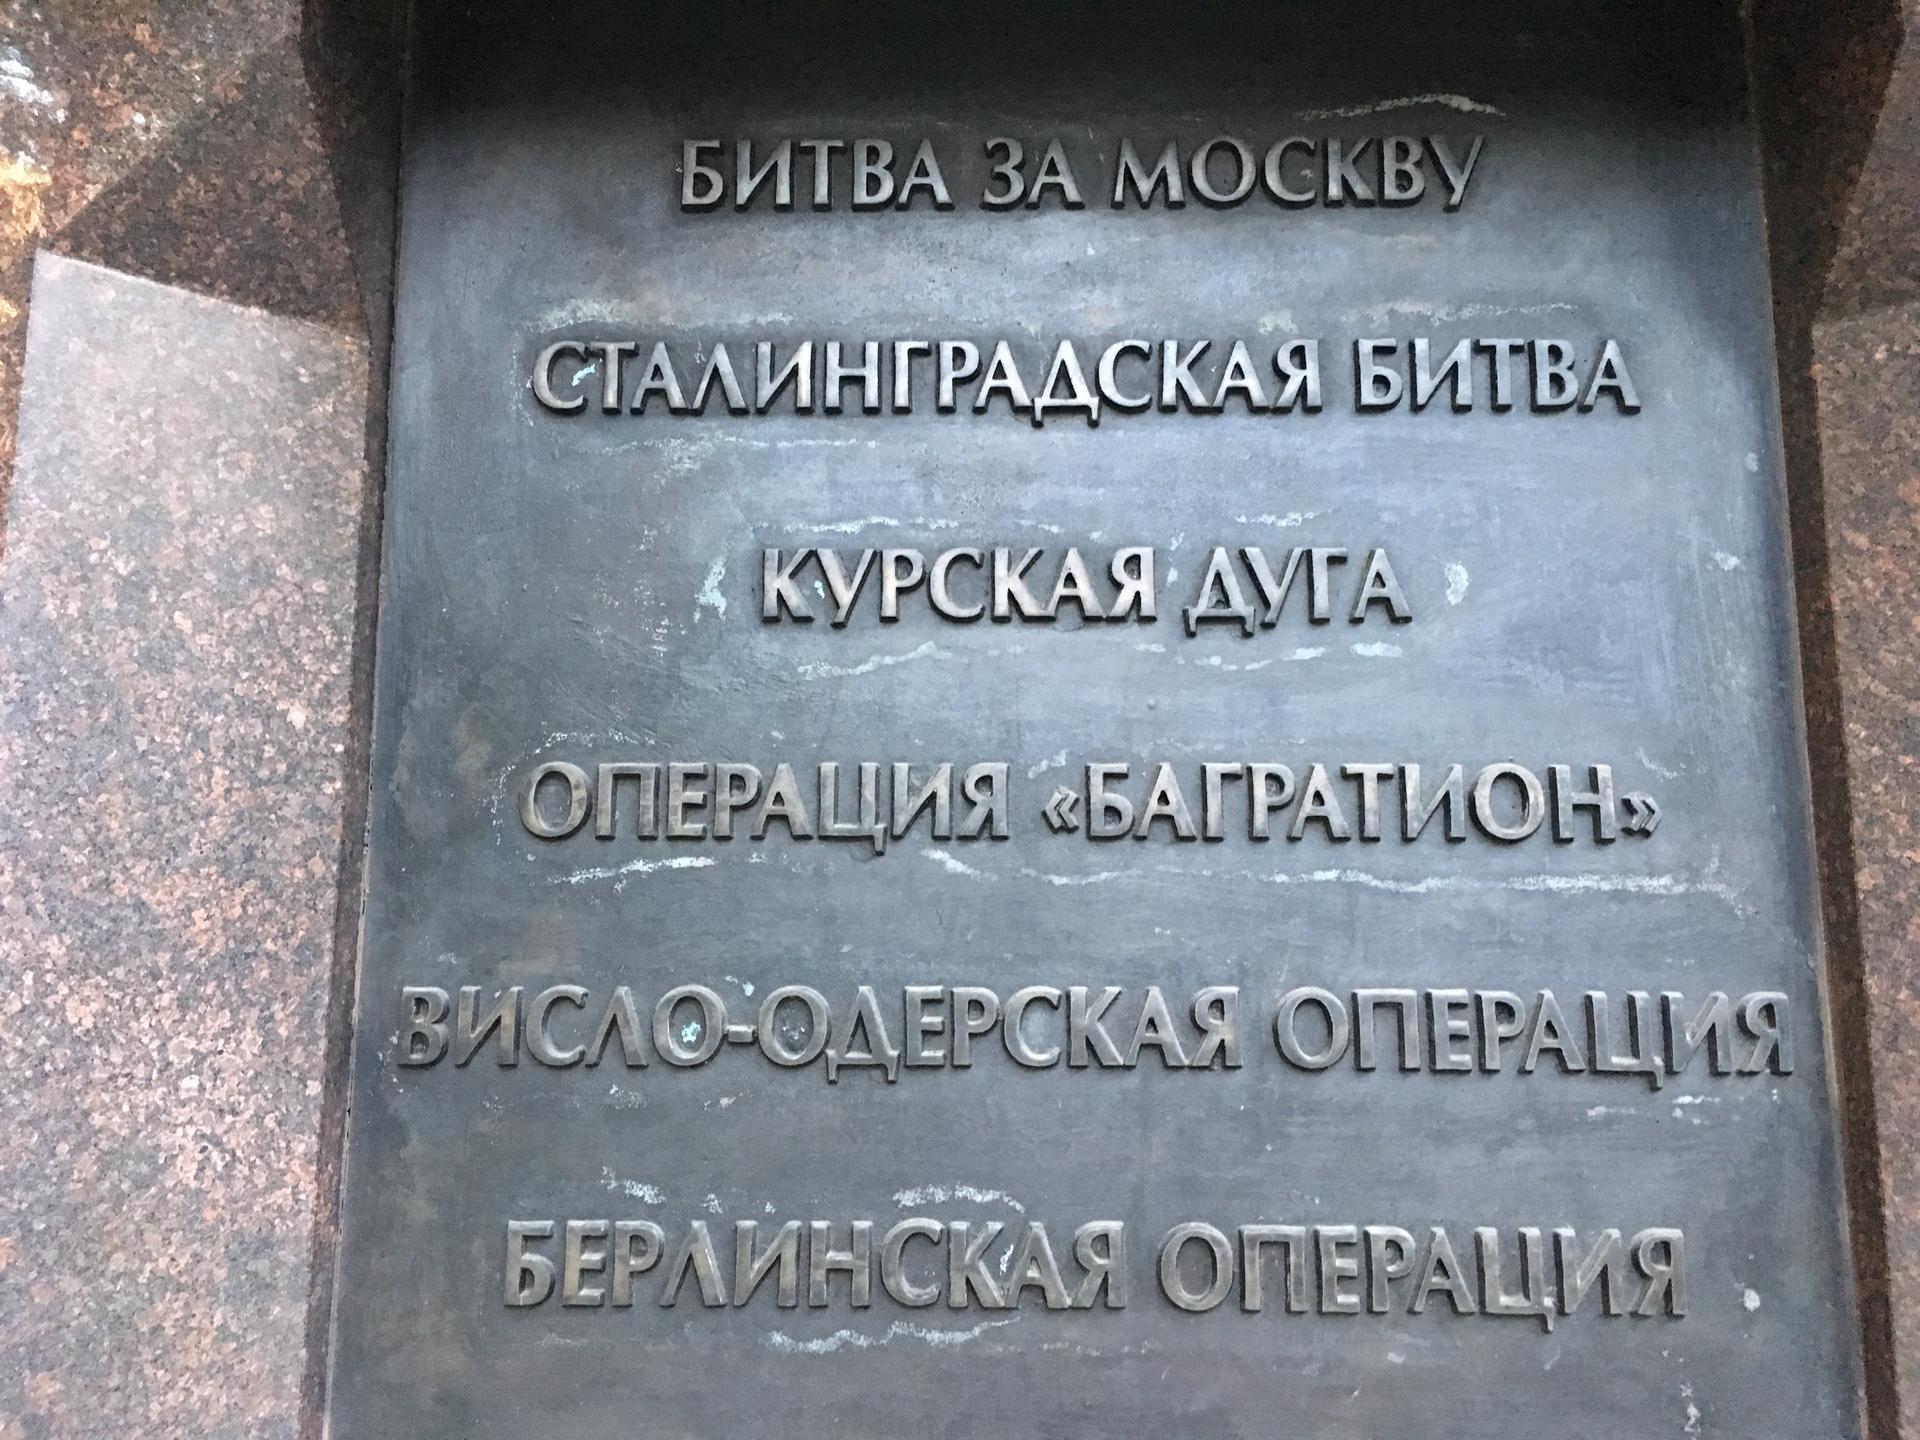 БИТВА ЗА МОСКВУ
СТАЛИНГРАДСКАЯ БИТВА
КУРСКАЯ ДУГА
ОПЕРАЦИЯ «БАГРАТИОН»
ВИСЛО-ОДЕРСКАЯ ОПЕРАЦИЯ
БЕРЛИНСКАЯ ОПЕРАЦИЯ